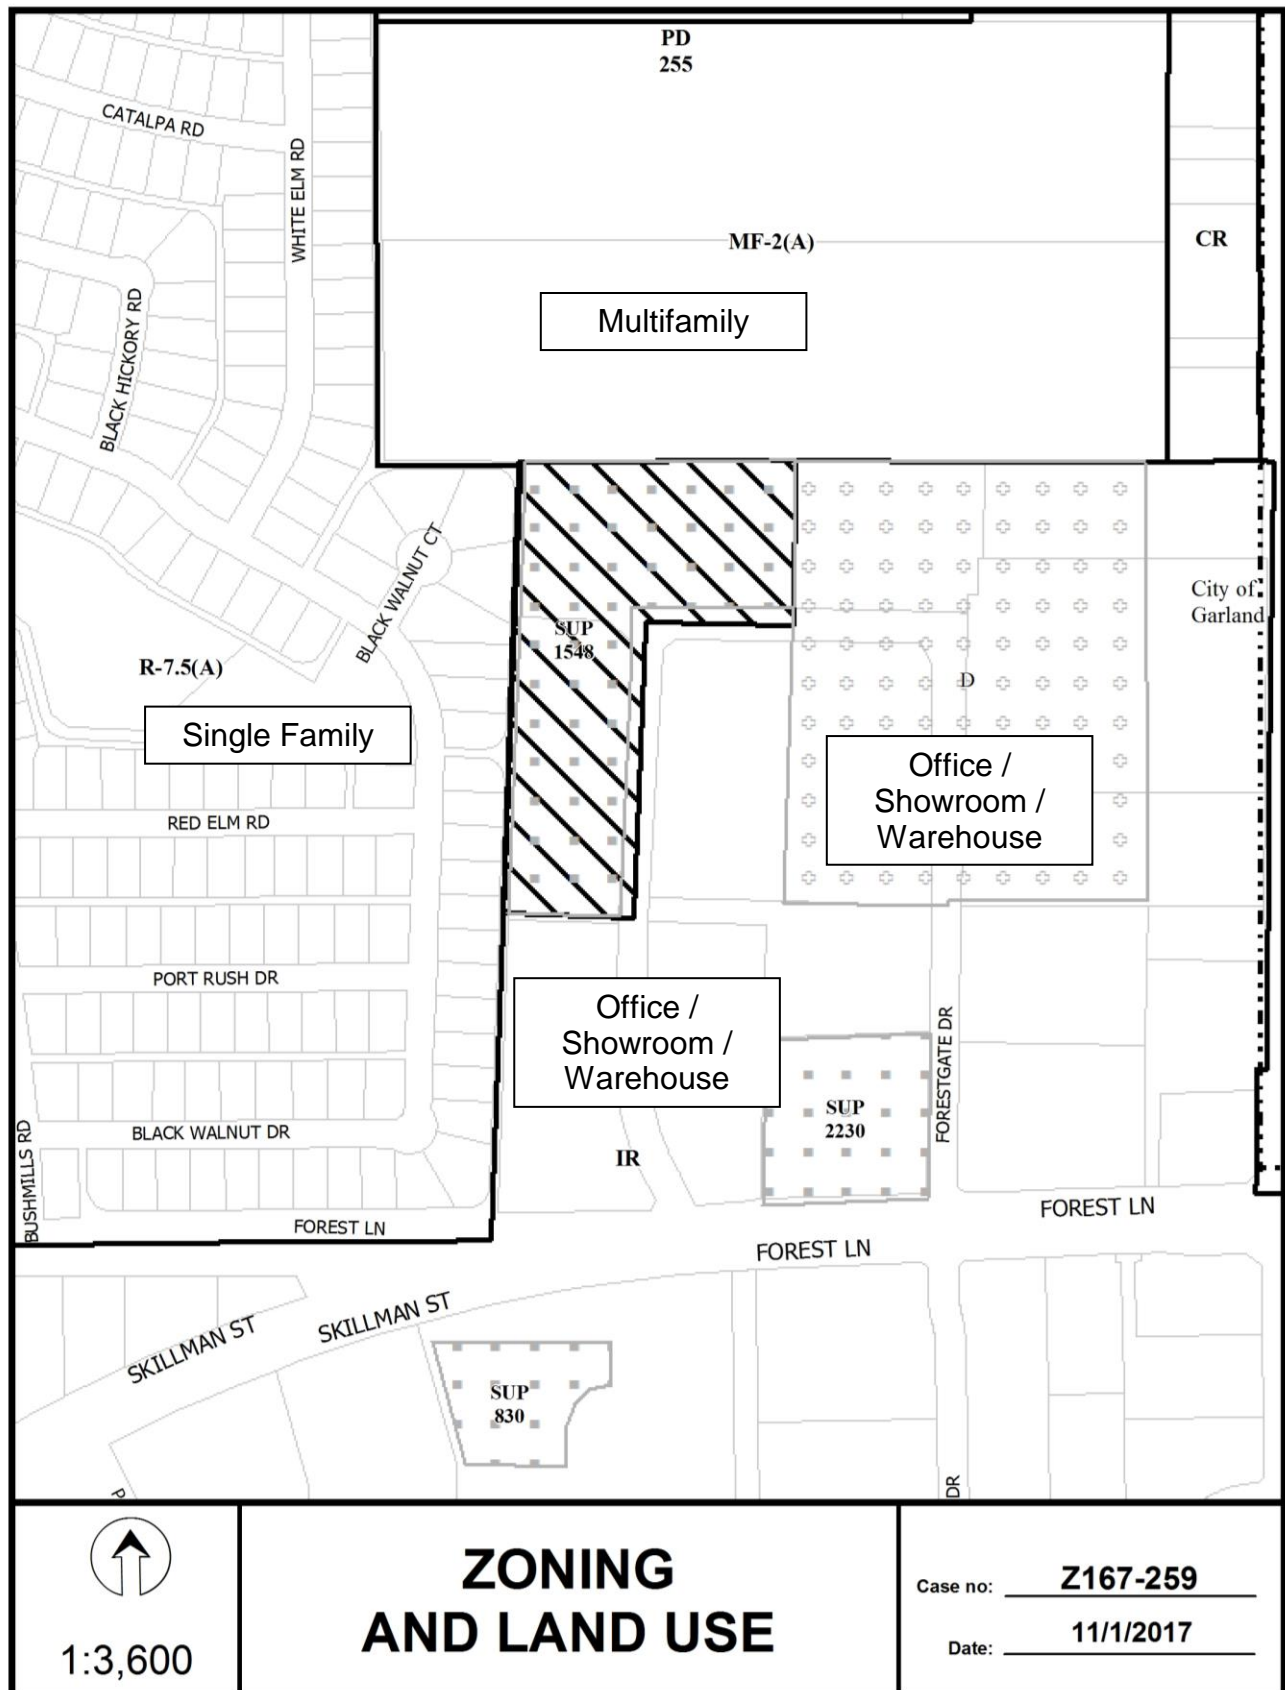 PD
255
CATALPA RD
WHITE ELM RD
MF-2(A)
CR
Multifamily
BLACK HICKORY RD
BLACK WALNUT CT
City of
Garland
SUP
1548
R-7.5(A)
D
Single Family
Office /
Showroom /
Warehouse
RED ELM RD
PORT RUSH DR
Office /
Showroom /
Warehouse
FORESTGATE DR
SUP
2230
BLACK WALNUT DR
BUSHMILLS RD
IR
FOREST LN
FOREST LN
FOREST LN
SKILLMAN ST
SKILLMAN ST
SUP
830
P
DR
1:3,600
ZONING
AND LAND USE
Case no: Z167-259
Date: 11/1/2017